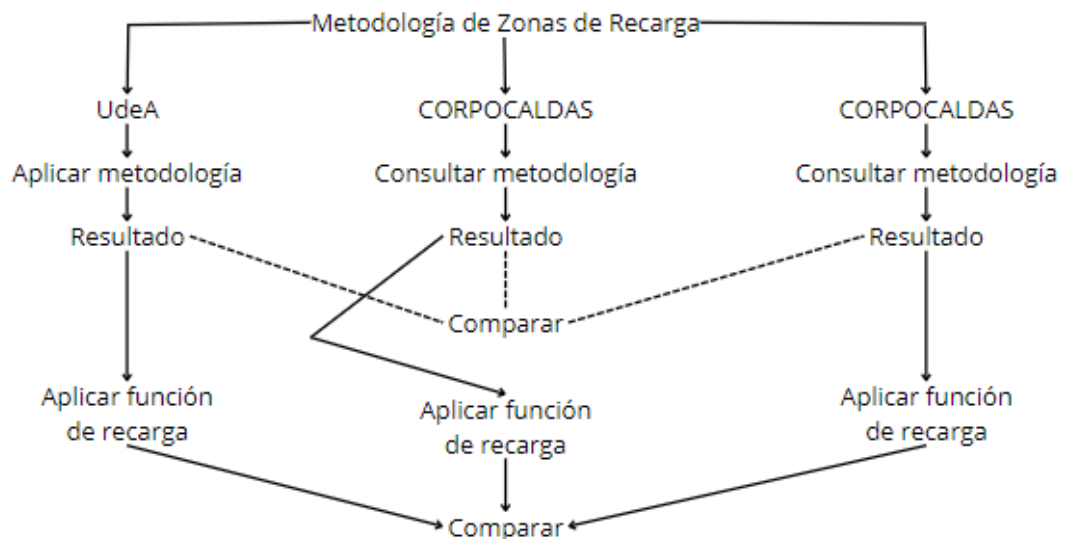 Metodología de Zonas de Recarga
UdeA
CORPOCALDAS
CORPOCALDAS
Aplicar metodología
Consultar metodología
Consultar metodología
Resultado
Resultado
Resultado
Comparar
Aplicar función
de recarga
Aplicar función
de recarga
Aplicar función
de recarga
Comparar